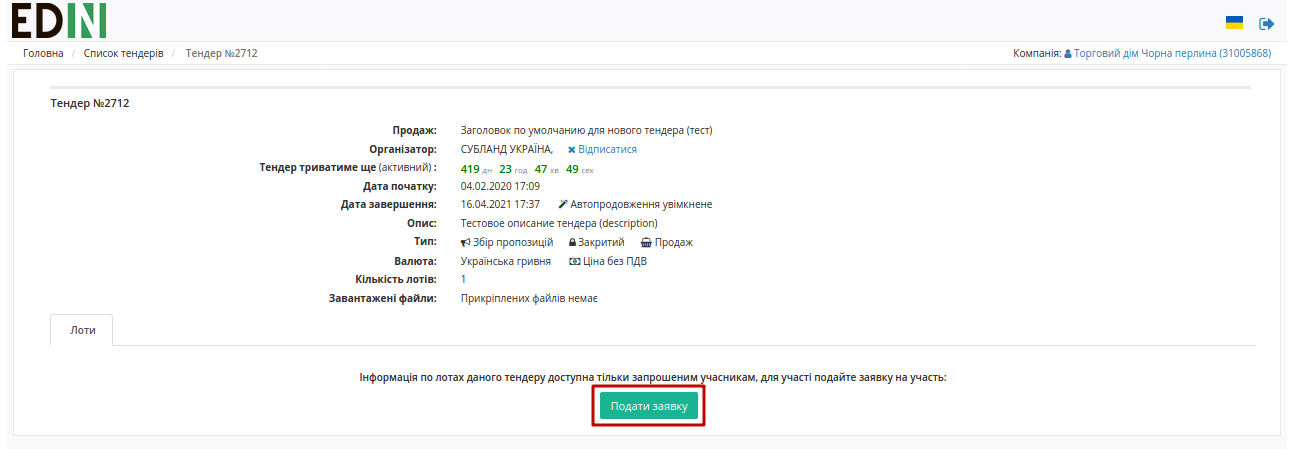 EDIN
Головна / Список тендерів / Тендер №2712
Компанія: Торговий дім Чорна перлина (31005868)
Тендер №2712
Продаж: Заголовок по умолчанию для нового тендера (тест)
Організатор: СУБЛАНД УКРАЇНА, Відписатися
Тендер триватиме ще (активний) : 419 дн 23 год 47 хв 49 сек
Дата початку: 04.02.2020 17:09
Дата завершення: 16.04.2021 17:37 Автопродовження увімкнене
Опис: Тестовое описание тендера (description)
Тип: Збір пропозицій Закритий Продаж
Валюта: Українська гривня Ціна без ПДВ
Кількість лотів: 1
Завантажені файли: Прикріплених файлів немає
Лоти
Інформація по лотах даного тендеру доступна тільки запрошеним учасникам, для участі подайте заявку на участь:
Подати заявку